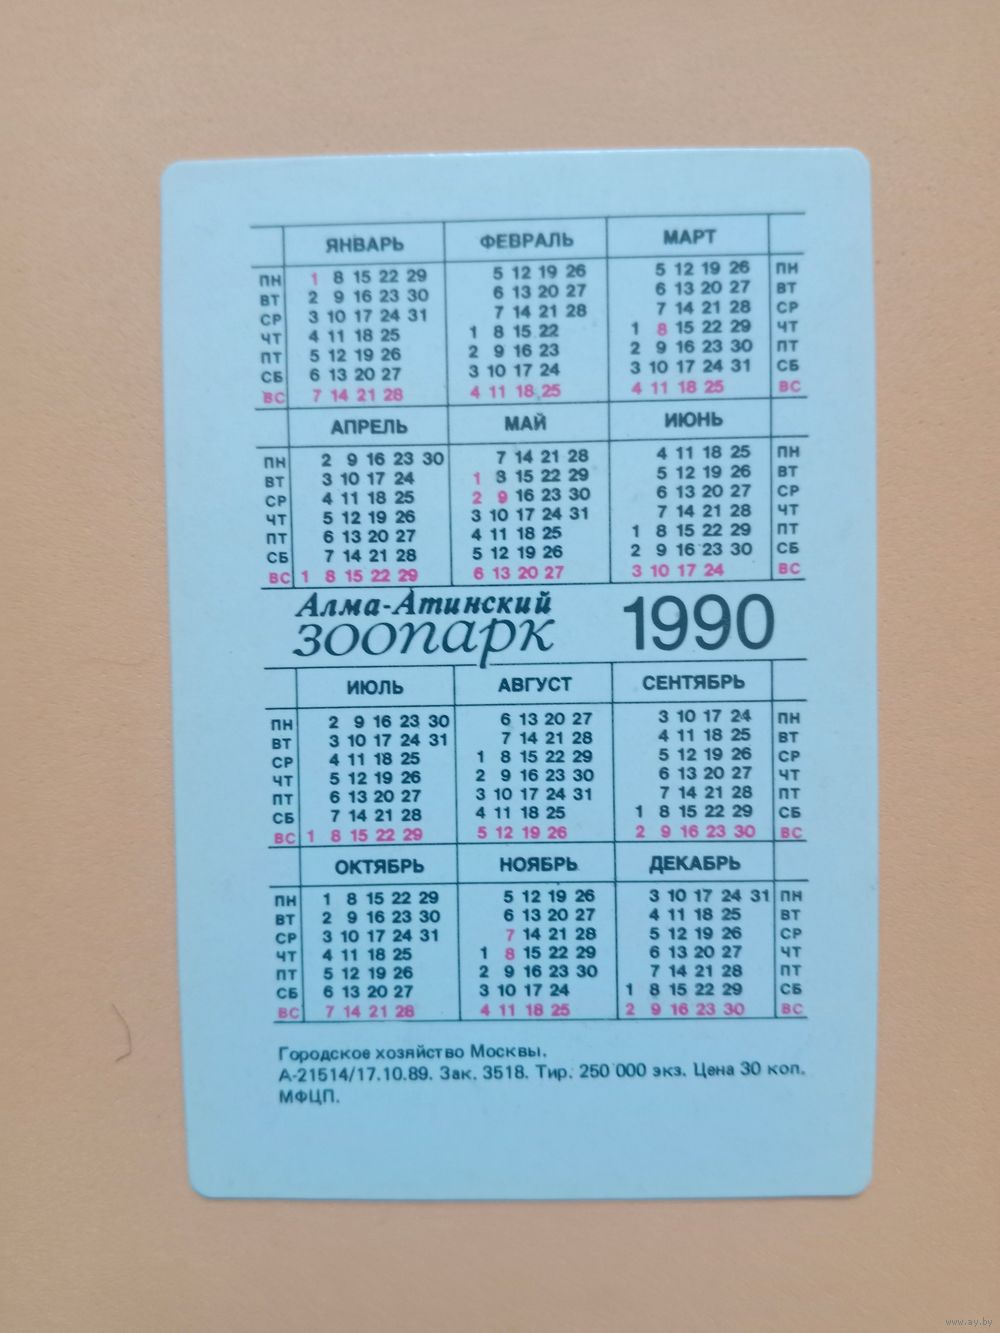 ЯНВАРЬ ФЕВРАЛЬ МАРТ
ПН 1 8 15 22 29 5 12 19 26 5 12 19 26 ПН
ВТ 2 9 16 23 30 6 13 20 27 6 13 20 27 ВТ
СР 3 10 17 24 31 7 14 21 28 7 14 21 28 СР
ЧТ 4 11 18 25 1 8 15 22 1 8 15 22 29 ЧТ
ПТ 5 12 19 26 2 9 16 23 2 9 16 23 30 ПТ
СБ 6 13 20 27 3 10 17 24 3 10 17 24 31 СБ
ВС 7 14 21 28 4 11 18 25 4 11 18 25 ВС
АПРЕЛЬ МАЙ ИЮНЬ
ПН 2 9 16 23 30 7 14 21 28 4 11 18 25 ПН
ВТ 3 10 17 24 1 8 15 22 29 5 12 19 26 ВТ
СР 4 11 18 25 2 9 16 23 30 6 13 20 27 СР
ЧТ 5 12 19 26 3 10 17 24 31 7 14 21 28 ЧТ
ПТ 6 13 20 27 4 11 18 25 1 8 15 22 29 ПТ
СБ 7 14 21 28 5 12 19 26 2 9 16 23 30 СБ
ВС 1 8 15 22 29 6 13 20 27 3 10 17 24 ВС
Алма-Атинский
зоопарк 1990
ИЮЛЬ АВГУСТ СЕНТЯБРЬ
ПН 2 9 16 23 30 6 13 20 27 3 10 17 24 ПН
ВТ 3 10 17 24 31 7 14 21 28 4 11 18 25 ВТ
СР 4 11 18 25 1 8 15 22 29 5 12 19 26 СР
ЧТ 5 12 19 26 2 9 16 23 30 6 13 20 27 ЧТ
ПТ 6 13 20 27 3 10 17 24 31 7 14 21 28 ПТ
СБ 7 14 21 28 4 11 18 25 1 8 15 22 29 СБ
ВС 1 8 15 22 29 5 12 19 26 2 9 16 23 30 ВС
ОКТЯБРЬ НОЯБРЬ ДЕКАБРЬ
ПН 1 8 15 22 29 5 12 19 26 3 10 17 24 31 ПН
ВТ 2 9 16 23 30 6 13 20 27 4 11 18 25 ВТ
СР 3 10 17 24 31 7 14 21 28 5 12 19 26 СР
ЧТ 4 11 18 25 1 8 15 22 29 6 13 20 27 ЧТ
ПТ 5 12 19 26 2 9 16 23 30 7 14 21 28 ПТ
СБ 6 13 20 27 3 10 17 24 1 8 15 22 29 СБ
ВС 7 14 21 28 4 11 18 25 2 9 16 23 30 ВС
Городское хозяйство Москвы.
А-21514/17.10.89. Зак. 3518. Тир. 250 000 экз. Цена 30 коп.
МФЦП.
www.ay.by